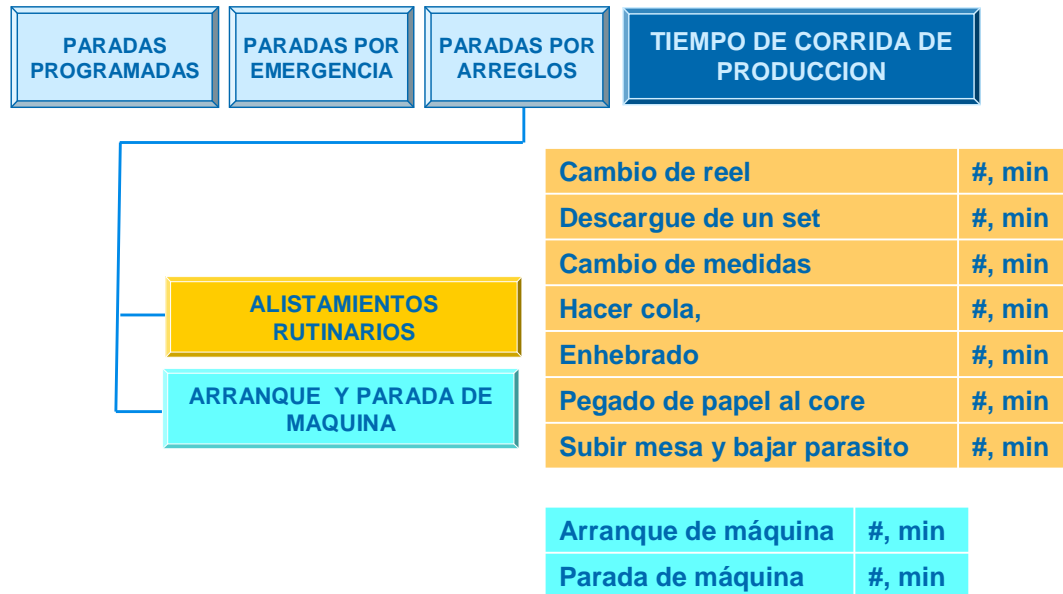 PARADAS
PROGRAMADAS
PARADAS POR
EMERGENCIA
PARADAS POR
ARREGLOS
TIEMPO DE CORRIDA DE
PRODUCCION
Cambio de reel #, min
Descargue de un set #, min
Cambio de medidas #, min
Hacer cola, #, min
Enhebrado #, min
Pegado de papel al core #, min
Subir mesa y bajar parasito #, min
ALISTAMIENTOS
RUTINARIOS
ARRANQUE Y PARADA DE
MAQUINA
Arranque de máquina #, min
Parada de máquina #, min